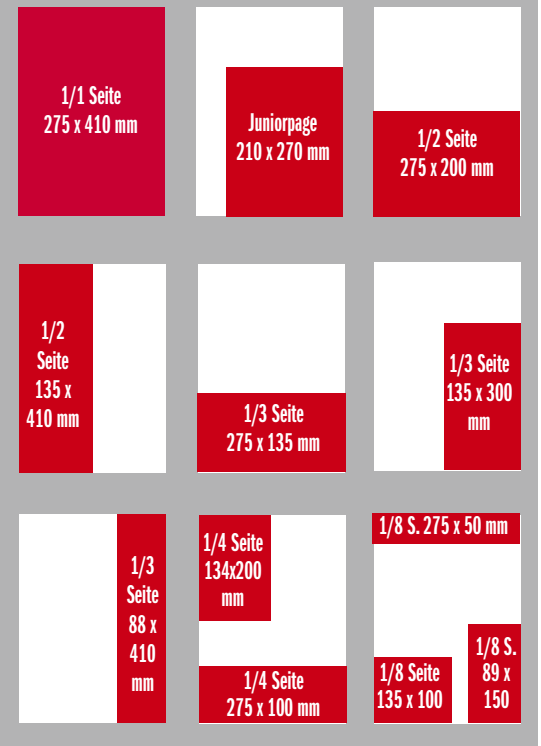 1/1 Seite
275 x 410 mm
Juniorpage
210 x 270 mm
1/2 Seite
275 x 200 mm
1/2
Seite
135 x
410 mm
1/3 Seite
275 x 135 mm
1/3 Seite
135 x 300
mm
1/3
Seite
88 x
410
mm
1/4 Seite
134x200
mm
1/4 Seite
275 x 100 mm
1/8 S. 275 x 50 mm
1/8 Seite
135 x 100
1/8 S.
89 x
150